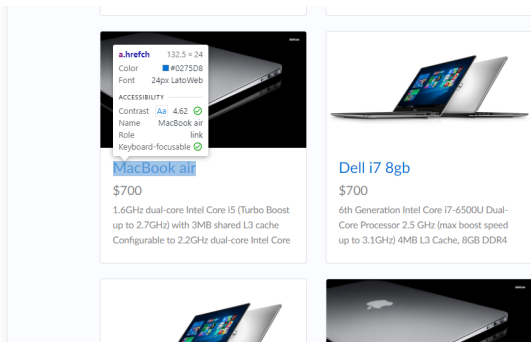 a.hrefch 132.5 × 24
Color #0275D8
Font 24px LatoWeb
ACCESSIBILITY
Contrast Aa 4.62
Name MacBook air
Role link
Keyboard-focusable
MacBook air
$700
1.6GHz dual-core Intel Core i5 (Turbo Boost
up to 2.7GHz) with 3MB shared L3 cache
Configurable to 2.2GHz dual-core Intel Core
Dell i7 8gb
$700
6th Generation Intel Core i7-6500U Dual-
Core Processor 2.5 GHz (max boost speed
up to 3.1GHz) 4MB L3 Cache, 8GB DDR4